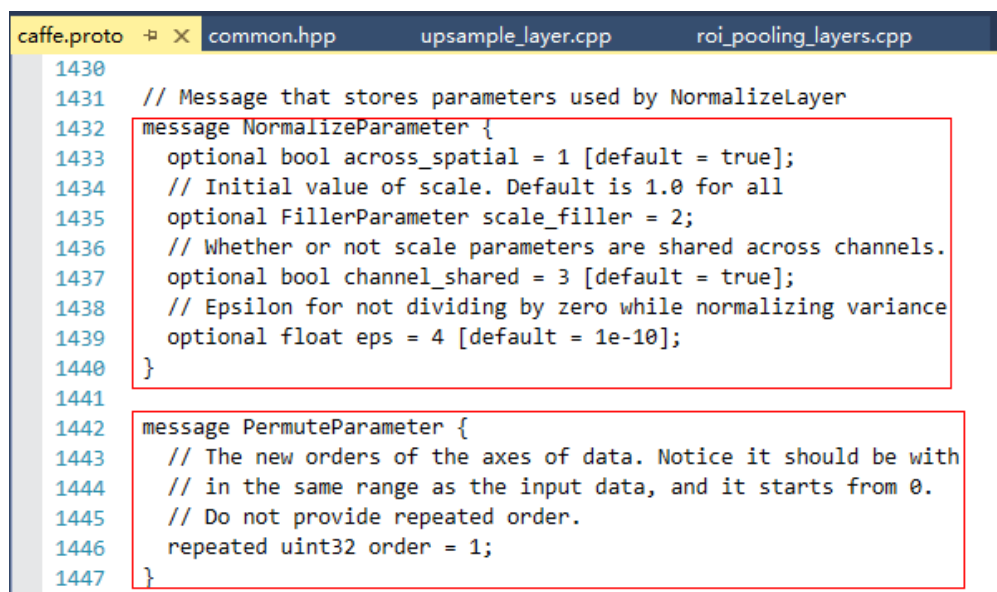 caffe.proto common.hpp upsample_layer.cpp roi_pooling_layers.cpp
1430
1431 // Message that stores parameters used by NormalizeLayer
1432 message NormalizeParameter {
1433 optional bool across_spatial = 1 [default = true];
1434 // Initial value of scale. Default is 1.0 for all
1435 optional FillerParameter scale_filler = 2;
1436 // Whether or not scale parameters are shared across channels.
1437 optional bool channel_shared = 3 [default = true];
1438 // Epsilon for not dividing by zero while normalizing variance
1439 optional float eps = 4 [default = 1e-10];
1440 }
1441
1442 message PermuteParameter {
1443 // The new orders of the axes of data. Notice it should be with
1444 // in the same range as the input data, and it starts from 0.
1445 // Do not provide repeated order.
1446 repeated uint32 order = 1;
1447 }